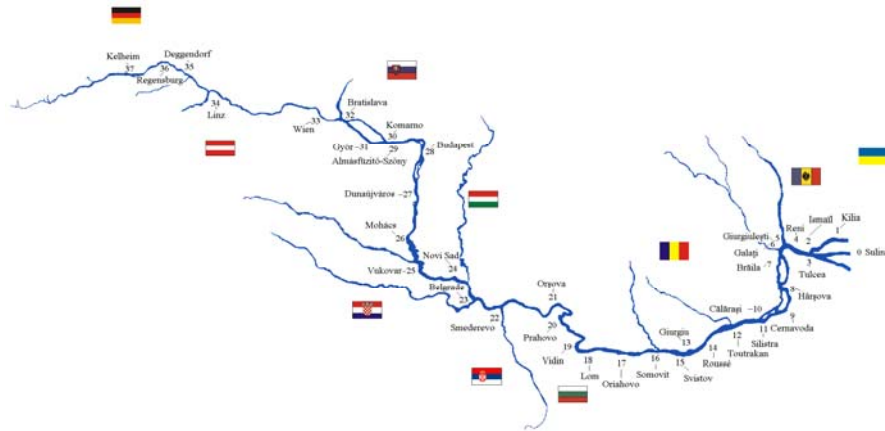 Kelheim
37
Deggendorf
36
35
Regensburg
34
Linz
Wien
33
Bratislava
32
Komarno
30
Györ –31
29
Almásfüzitő-Szöny
28
Budapest
Dunaújváros –27
Mohács
26
Vukovar –25
Novi Sad
24
Belgrade
23
Smederevo
22
Orşova
21
20
Prahovo
19
Vidin
18
Lom
17
Oriahovo
16
Somovit
15
Svistov
Giurgiu
13
14
Roussé
12
Toutrakan
11
Silistra
Călăraşi –10
9
Cernavoda
8
Hârşova
Brăila –7
Galaţi
6
Giurgiuleşti
5
Reni
4
3
Tulcea
2
Ismaïl
1
Kilia
0 Sulin